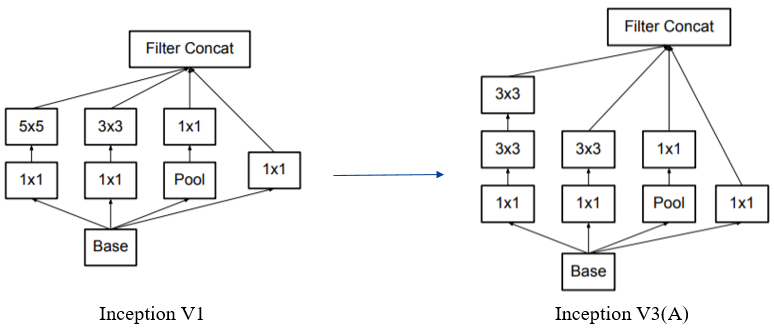 Filter Concat
5x5
3x3
1x1
1x1
1x1
Pool
1x1
Base
Inception V1
Filter Concat
3x3
3x3
3x3
1x1
1x1
1x1
Pool
1x1
Base
Inception V3(A)